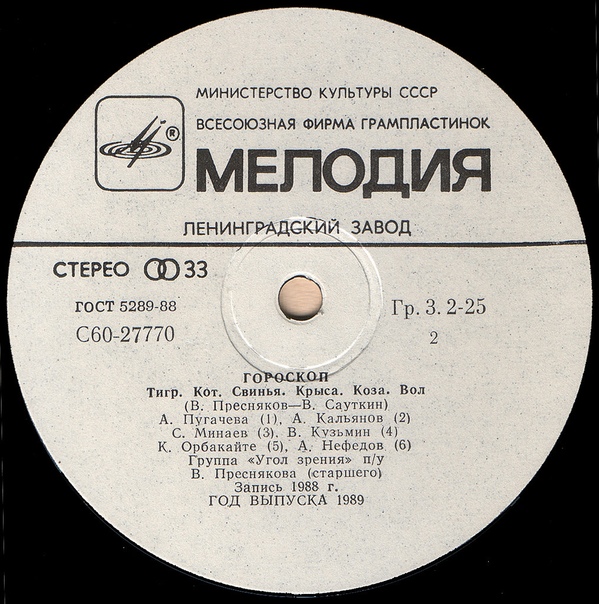 МИНИСТЕРСТВО КУЛЬТУРЫ СССР
ВСЕСОЮЗНАЯ ФИРМА ГРАМПЛАСТИНОК
®
МЕЛОДИЯ
ЛЕНИНГРАДСКИЙ ЗАВОД
СТЕРЕО 33
ГОСТ 5289-88
Гр. 3. 2-25
С60-27770
2
ГОРОСКОП
Тигр. Кот. Свинья. Крыса. Коза. Вол
(В. Пресняков—В. Сауткин)
А. Пугачева (1), А. Кальянов (2)
С. Минаев (3), В. Кузьмин (4)
К. Орбакайте (5), А. Нефедов (6)
Группа «Угол зрения» п/у
В. Преснякова (старшего)
Запись 1988 г.
ГОД ВЫПУСКА 1989